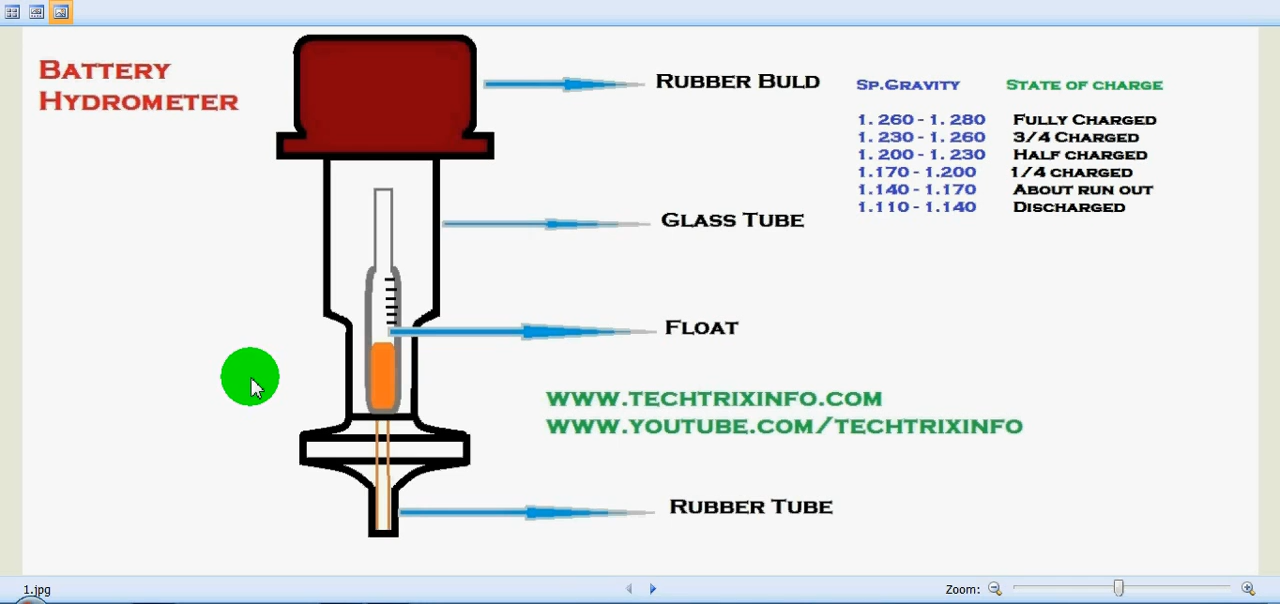 BATTERY
HYDROMETER
RUBBER BULD
GLASS TUBE
FLOAT
WWW.TECHTRIXINFO.COM
WWW.YOUTUBE.COM/TECHTRIXINFO
RUBBER TUBE
SP.GRAVITY STATE OF CHARGE
1. 260 - 1. 280 FULLY CHARGED
1. 230 - 1. 260 3/4 CHARGED
1. 200 - 1. 230 HALF CHARGED
1.170 - 1.200 1/4 CHARGED
1.140 - 1.170 ABOUT RUN OUT
1.110 - 1.140 DISCHARGED
1.jpg
Zoom: